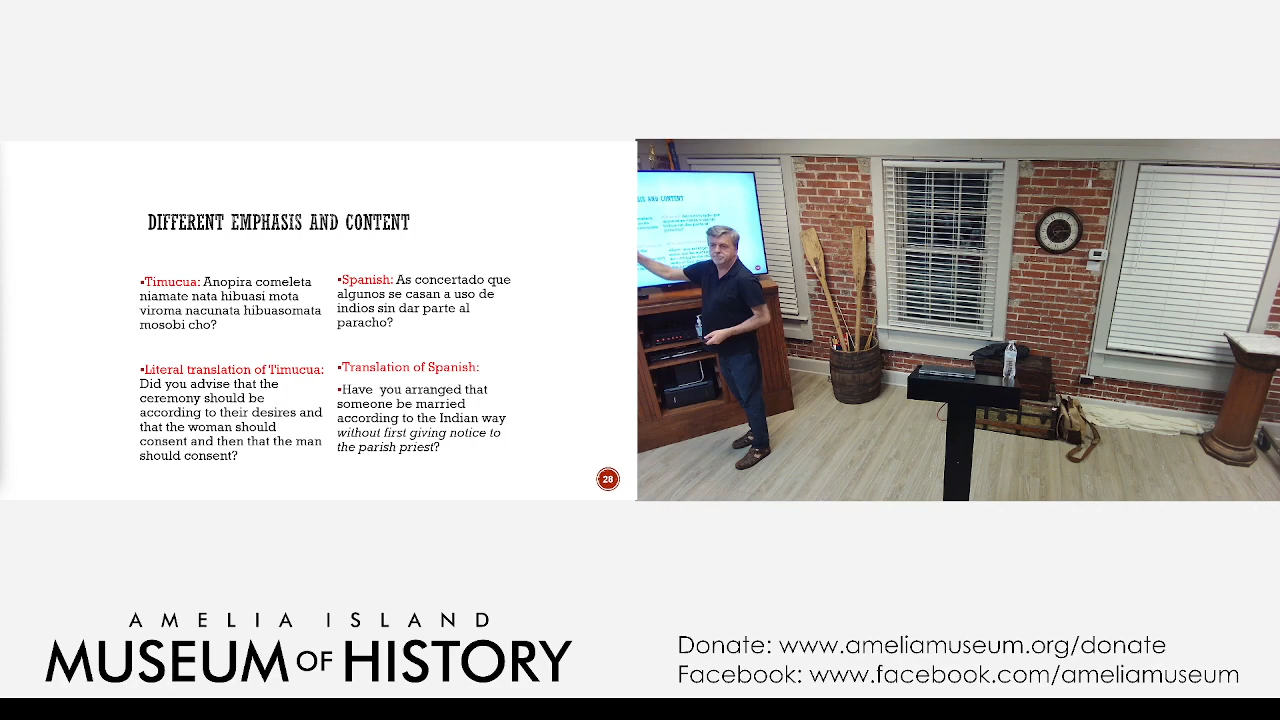 DIFFERENT EMPHASIS AND CONTENT
▪Timucua: Anopira comeleta
niamate nata hibuasi mota
viroma nacunata hibuasomata
mosobi cho?
▪Literal translation of Timucua:
Did you advise that the
ceremony should be
according to their desires and
that the woman should
consent and then that the man
should consent?
▪Spanish: As concertado que
algunos se casan a uso de
indios sin dar parte al
paracho?
▪Translation of Spanish:
▪Have you arranged that
someone be married
according to the Indian way
without first giving notice to
the parish priest?
28
AND CONTENT
AMELIA ISLAND
MUSEUM OF HISTORY
Donate: www.ameliamuseum.org/donate
Facebook: www.facebook.com/ameliamuseum